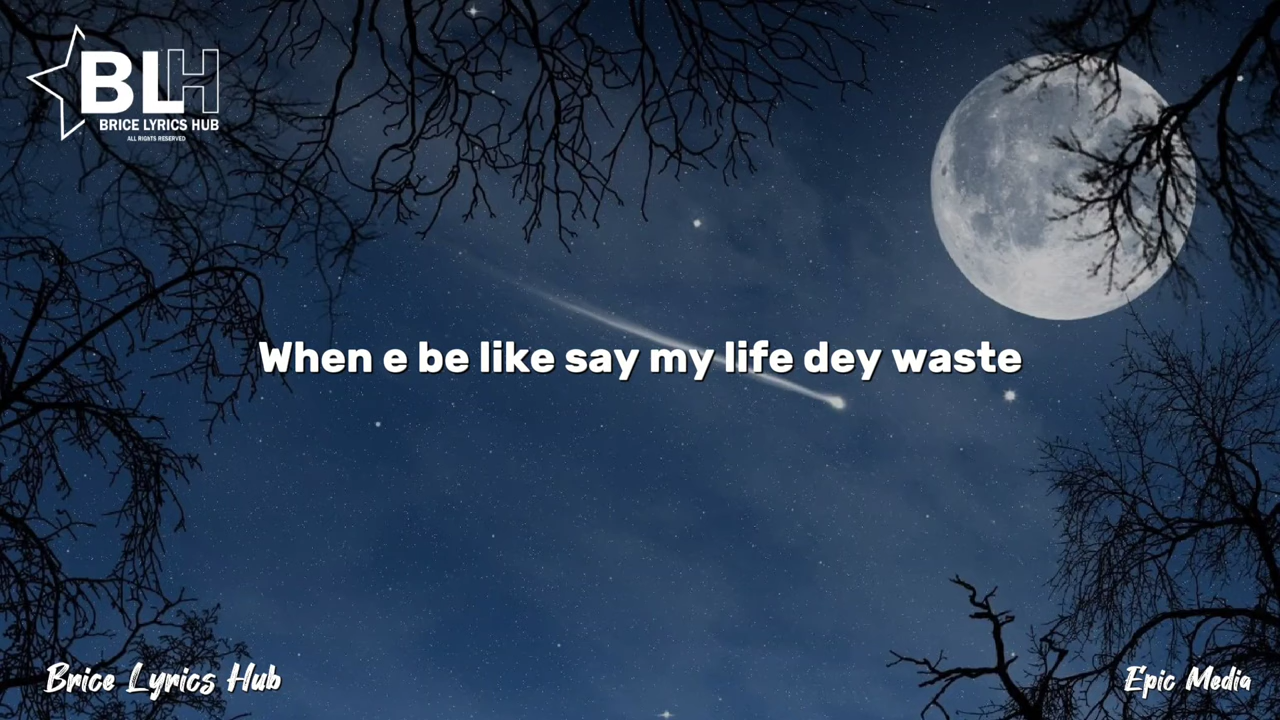 BLH
BRICE LYRICS HUB
ALL RIGHTS RESERVED
When e be like say my life dey waste
Brice Lyrics Hub
Epic Media